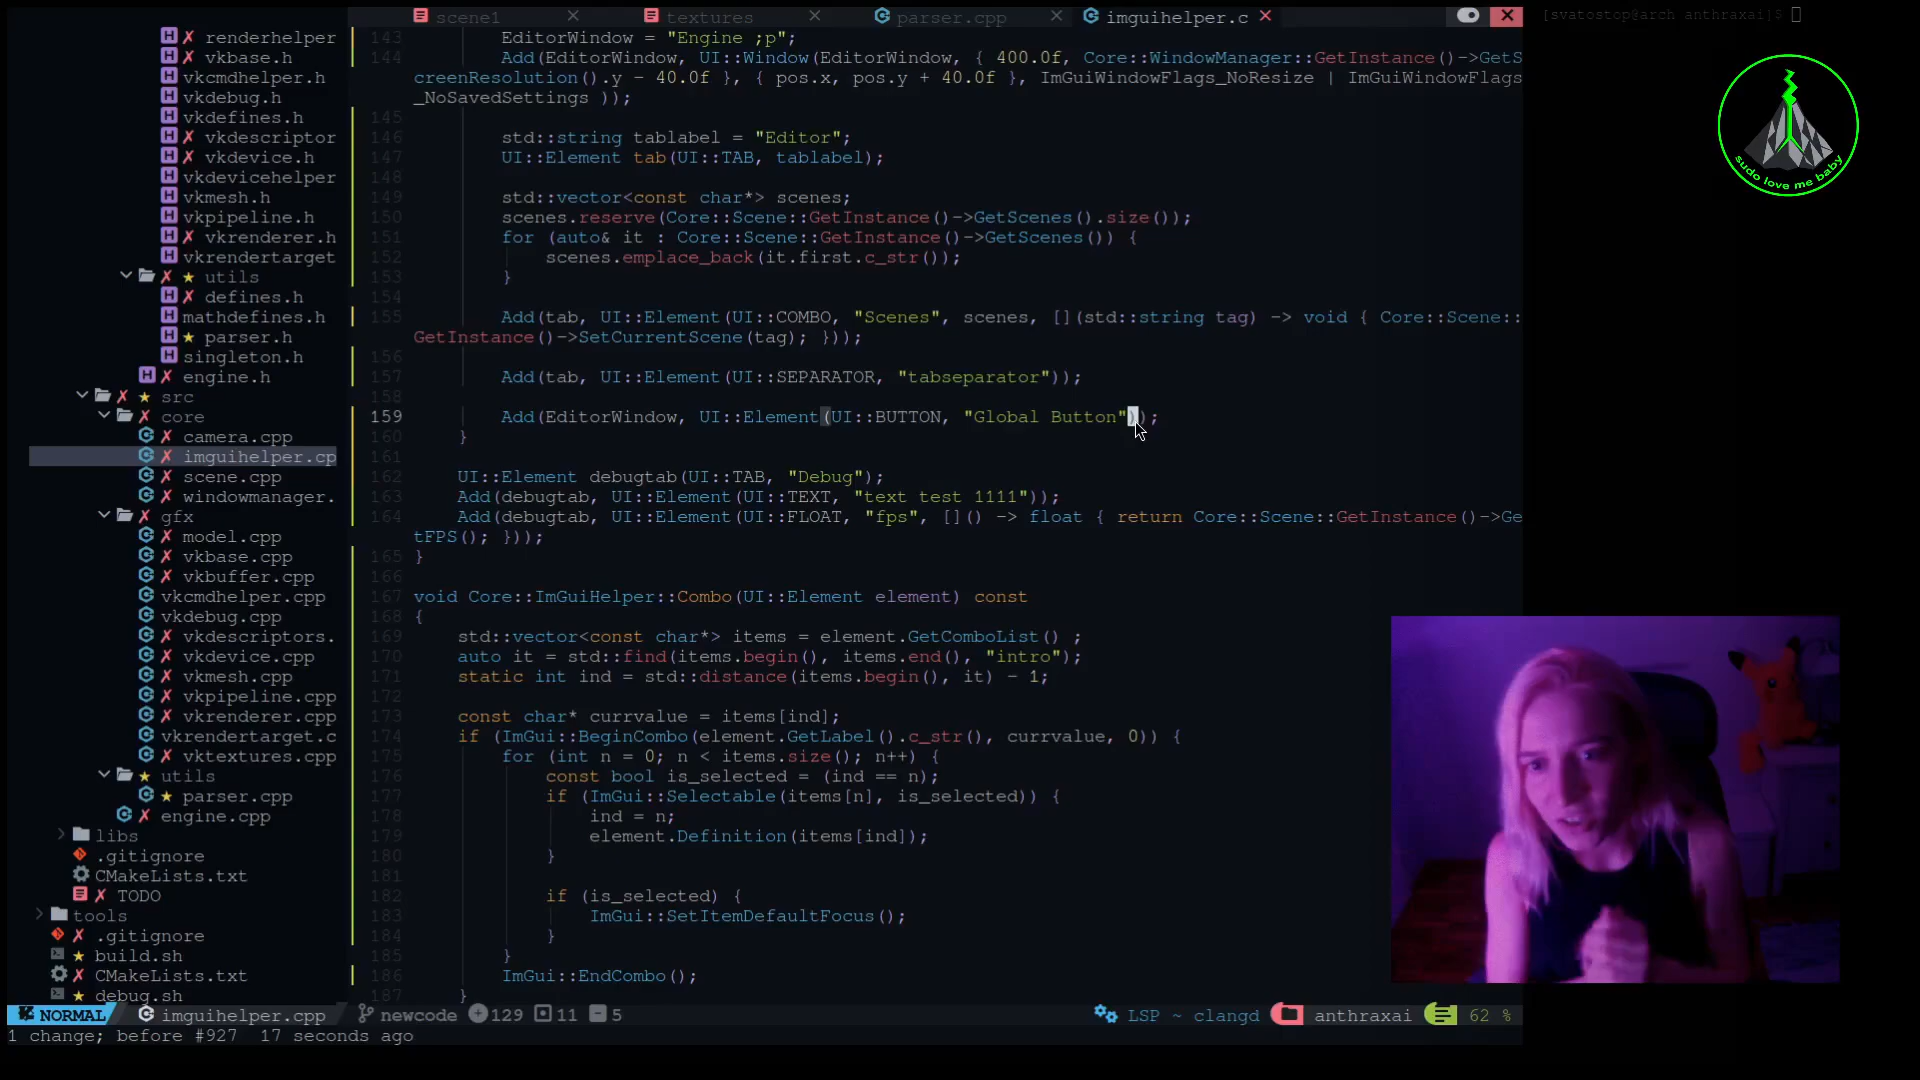 scene1
textures
parser.cpp
imguihelper.c
[svatostop@arch anthraxai]$
renderhelper
vkbase.h
vkcmdhelper.h
vkdebug.h
vkdefines.h
vkdescriptor
vkdevice.h
vkdevicehelper
vkmesh.h
vkpipeline.h
vkrenderer.h
vkrendertarget
utils
defines.h
mathdefines.h
parser.h
singleton.h
engine.h
src
core
camera.cpp
imguihelper.cp
scene.cpp
windowmanager.
gfx
model.cpp
vkbase.cpp
vkbuffer.cpp
vkcmdhelper.cpp
vkdebug.cpp
vkdescriptors.
vkdevice.cpp
vkmesh.cpp
vkpipeline.cpp
vkrenderer.cpp
vkrendertarget.c
vktextures.cpp
utils
parser.cpp
engine.cpp
libs
.gitignore
CMakeLists.txt
TODO
tools
.gitignore
build.sh
CMakeLists.txt
debug.sh
143 EditorWindow = "Engine ;p";
144 Add(EditorWindow, UI::Window(EditorWindow, { 400.0f, Core::WindowManager::GetInstance()->GetS
creenResolution().y - 40.0f }, { pos.x, pos.y + 40.0f }, ImGuiWindowFlags_NoResize | ImGuiWindowFlags
_NoSavedSettings ));
145
146 std::string tablabel = "Editor";
147 UI::Element tab(UI::TAB, tablabel);
148
149 std::vector<const char*> scenes;
150 scenes.reserve(Core::Scene::GetInstance()->GetScenes().size());
151 for (auto& it : Core::Scene::GetInstance()->GetScenes()) {
152 scenes.emplace_back(it.first.c_str());
153 }
154
155 Add(tab, UI::Element(UI::COMBO, "Scenes", scenes, [](std::string tag) -> void { Core::Scene::
GetInstance()->SetCurrentScene(tag); }));
156
157 Add(tab, UI::Element(UI::SEPARATOR, "tabseparator"));
158
159 Add(EditorWindow, UI::Element(UI::BUTTON, "Global Button"));
160 }
161
162 UI::Element debugtab(UI::TAB, "Debug");
163 Add(debugtab, UI::Element(UI::TEXT, "text test 1111"));
164 Add(debugtab, UI::Element(UI::FLOAT, "fps", []() -> float { return Core::Scene::GetInstance()->Ge
tFPS(); }));
165 }
166
167 void Core::ImGuiHelper::Combo(UI::Element element) const
168 {
169 std::vector<const char*> items = element.GetComboList() ;
170 auto it = std::find(items.begin(), items.end(), "intro");
171 static int ind = std::distance(items.begin(), it) - 1;
172
173 const char* currvalue = items[ind];
174 if (ImGui::BeginCombo(element.GetLabel().c_str(), currvalue, 0)) {
175 for (int n = 0; n < items.size(); n++) {
176 const bool is_selected = (ind == n);
177 if (ImGui::Selectable(items[n], is_selected)) {
178 ind = n;
179 element.Definition(items[ind]);
180 }
181
182 if (is_selected) {
183 ImGui::SetItemDefaultFocus();
184 }
185 }
186 ImGui::EndCombo();
187 }
NORMAL imguihelper.cpp newcode 129 11 5 LSP ~ clangd anthraxai 62 %
1 change; before #927 17 seconds ago
sudo love me baby